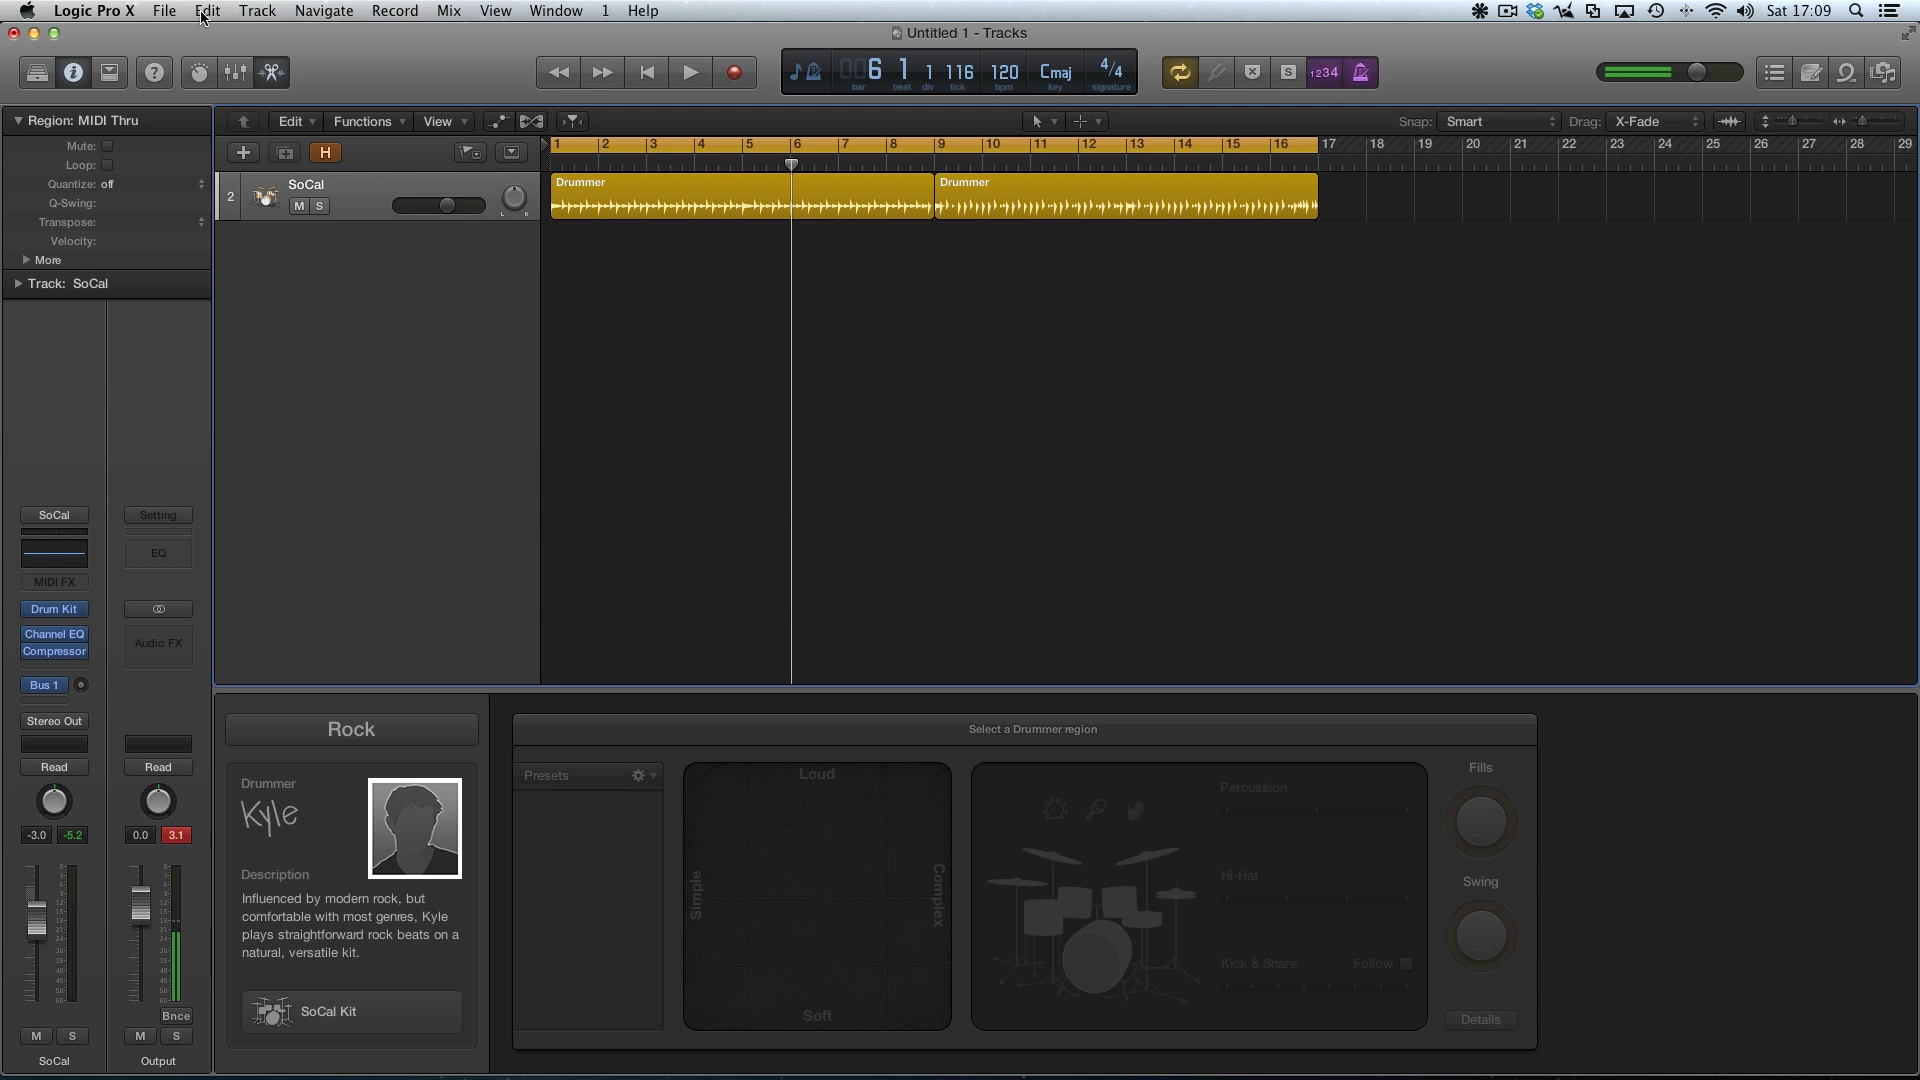 Logic Pro X File Edit Track Navigate Record Mix View Window 1 Help Sat 17:09
Untitled 1 - Tracks
6 1 1 116 120 Cmaj 4/4
bar beat div tick bpm key signature
S 1234
Region: MIDI Thru
Edit Functions View Snap: Smart Drag: X-Fade
Mute:
Loop:
Quantize: off
Q-Swing:
Transpose:
Velocity:
More
Track: SoCal
H
1 2 3 4 5 6 7 8 9 10 11 12 13 14 15 16 17 18 19 20 21 22 23 24 25 26 27 28 29
2 SoCal
M S
L R
Drummer Drummer
SoCal Setting
EQ
MIDI FX
Drum Kit
Channel EQ
Compressor
Audio FX
Bus 1
Stereo Out
Read Read
-3.0 -5.2 0.0 3.1
Bnce
M S M S
SoCal Output
Rock
Drummer
Kyle
Description
Influenced by modern rock, but
comfortable with most genres, Kyle
plays straightforward rock beats on a
natural, versatile kit.
SoCal Kit
Select a Drummer region
Presets
Loud
Simple
Complex
Soft
Percussion
Hi-Hat
Kick & Snare Follow
Fills
Swing
Details